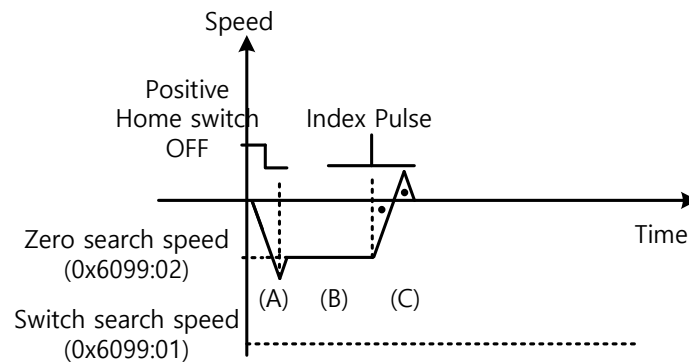 Speed
Positive
Home switch
OFF
Index Pulse
Zero search speed
(0x6099:02)
Time
(A)
(B)
(C)
Switch search speed
(0x6099:01)